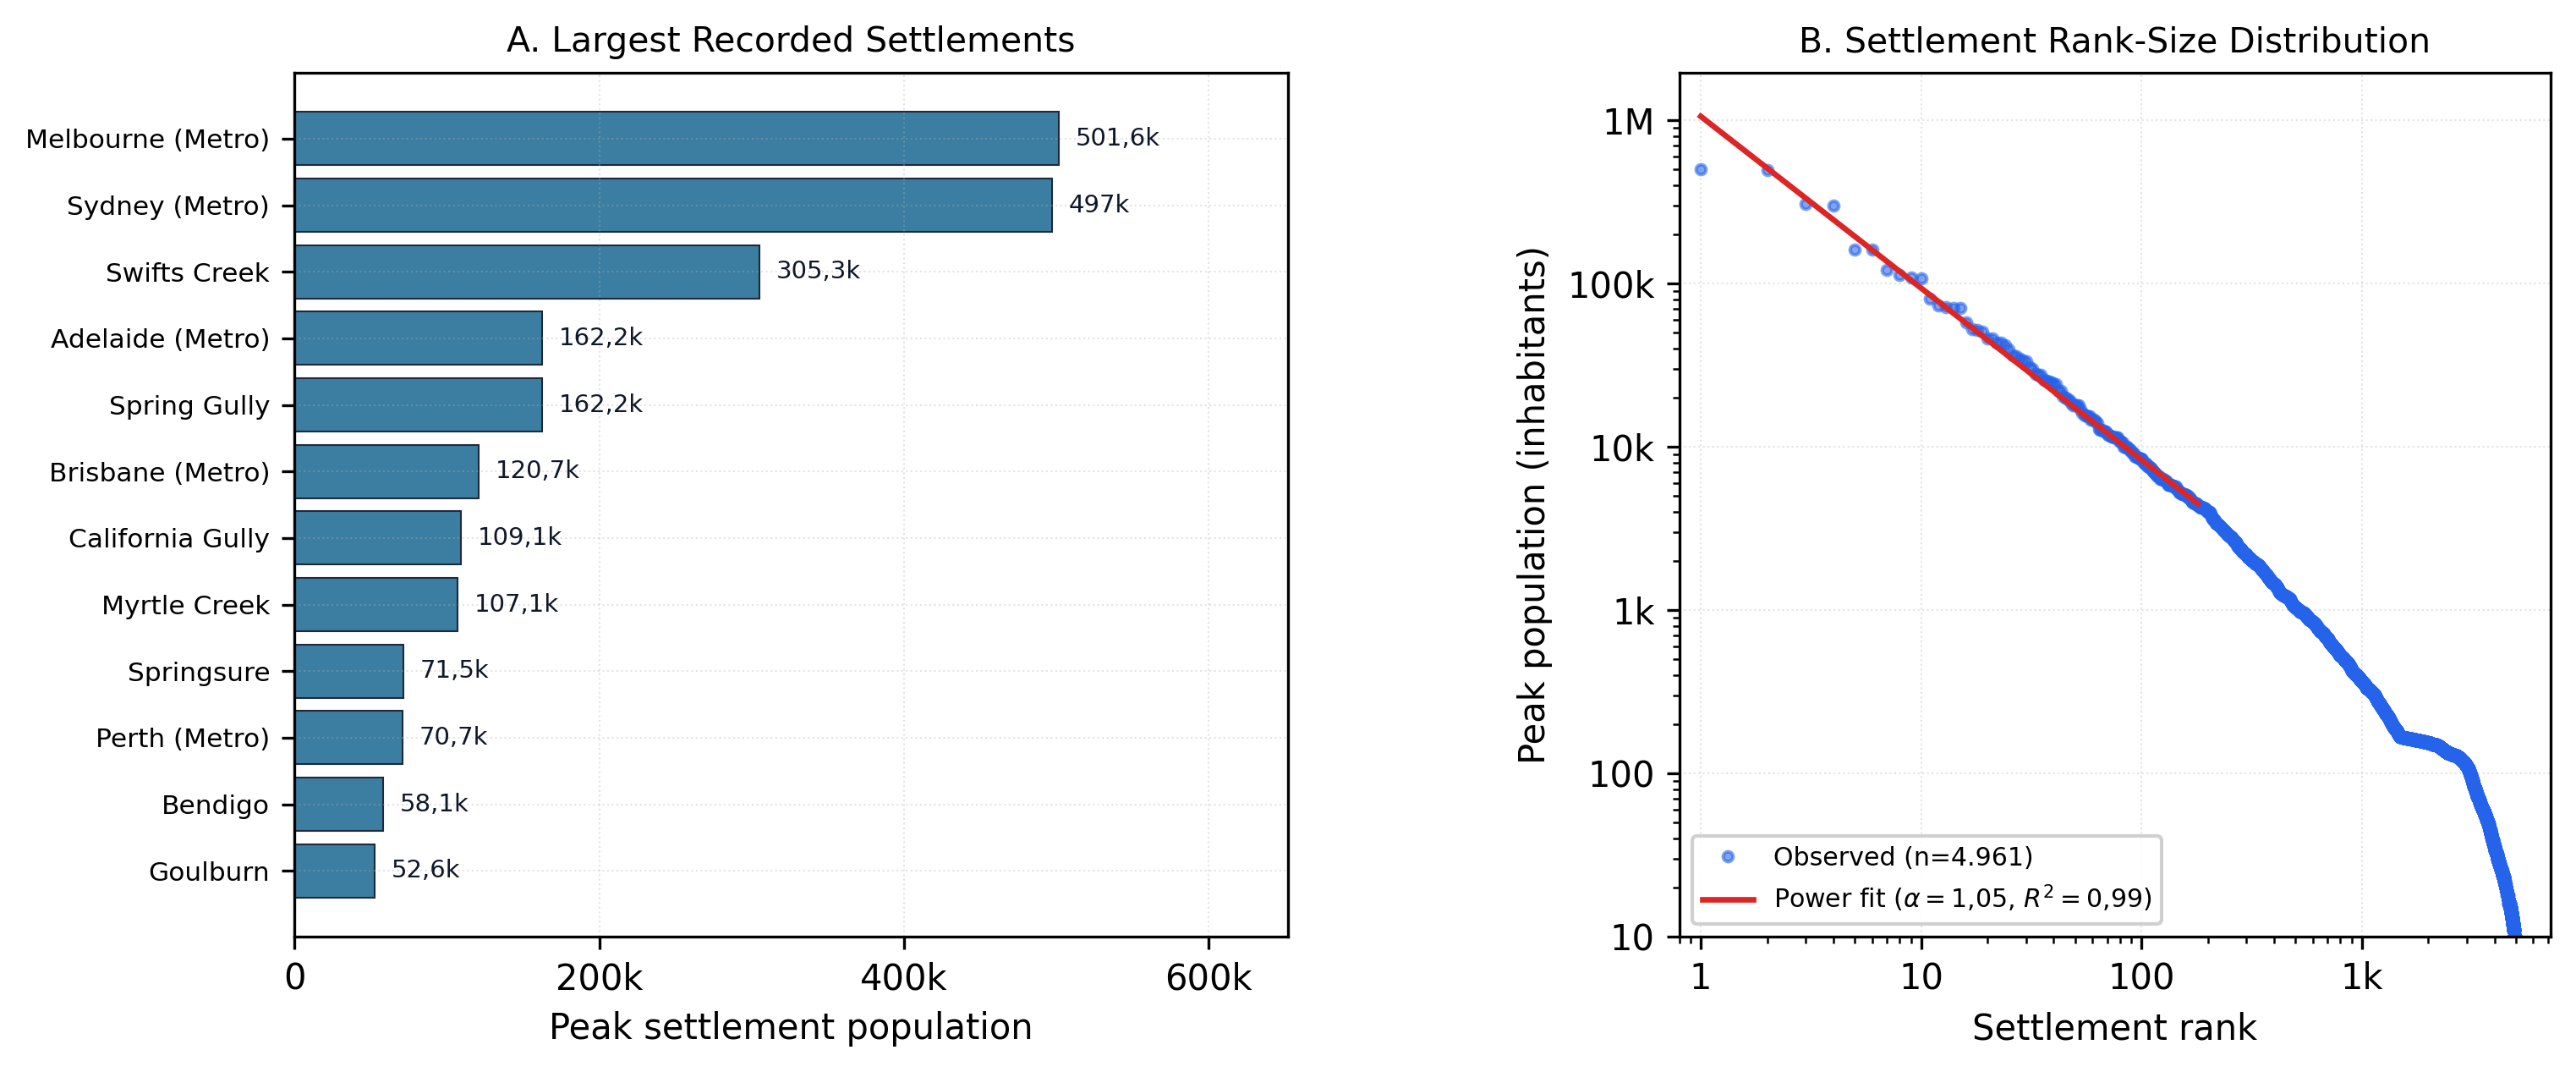 A. Largest Recorded Settlements
Melbourne (Metro) 501,6k
Sydney (Metro) 497k
Swifts Creek 305,3k
Adelaide (Metro) 162,2k
Spring Gully 162,2k
Brisbane (Metro) 120,7k
California Gully 109,1k
Myrtle Creek 107,1k
Springsure 71,5k
Perth (Metro) 70,7k
Bendigo 58,1k
Goulburn 52,6k
0 200k 400k 600k
Peak settlement population
B. Settlement Rank-Size Distribution
Peak population (inhabitants)
1M
100k
10k
1k
100
10
Observed (n=4.961)
Power fit (α = 1,05, R² = 0,99)
1 10 100 1k
Settlement rank